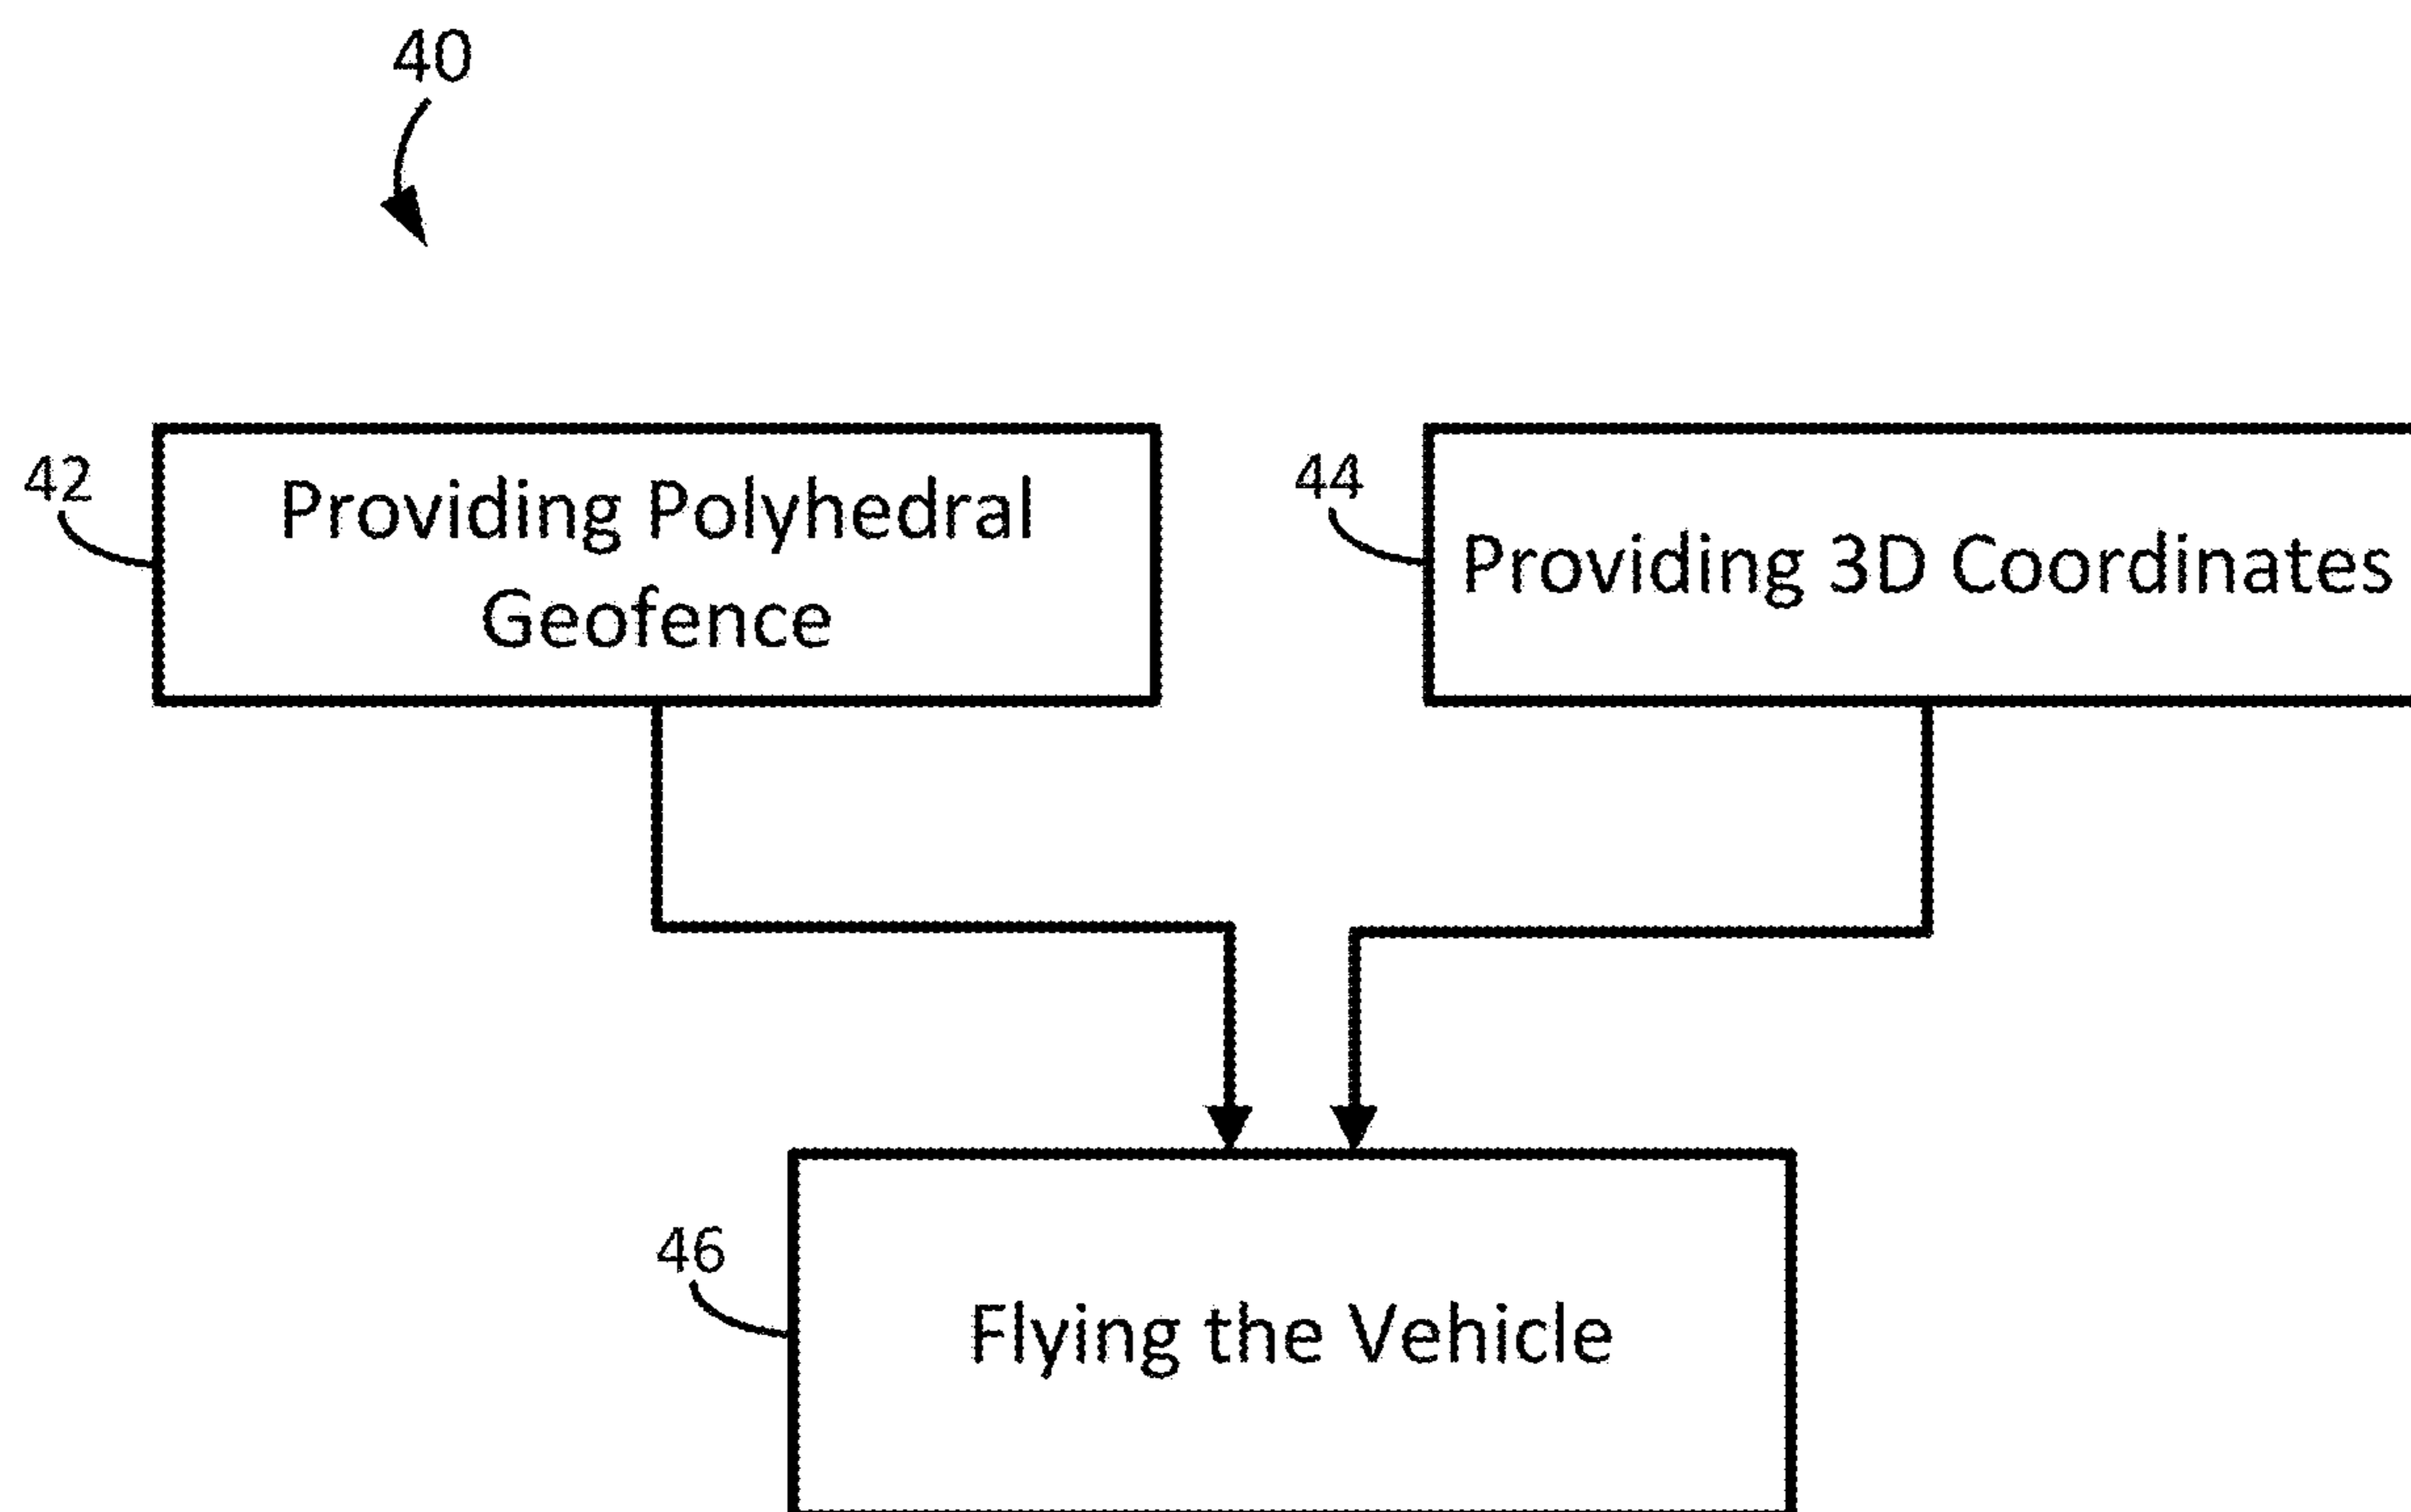 40
42
Providing Polyhedral
Geofence
44
Providing 3D Coordinates
46
Flying the Vehicle